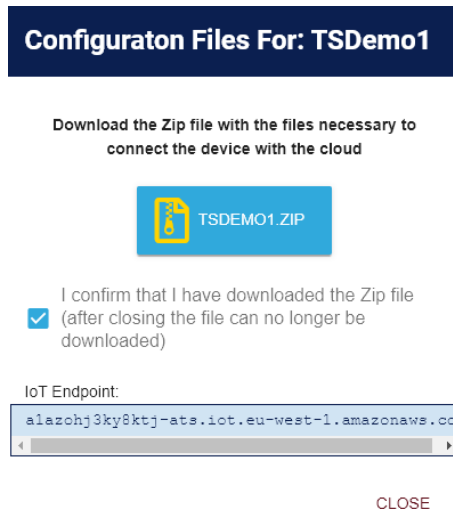 Configuraton Files For: TSDemo1
Download the Zip file with the files necessary to
connect the device with the cloud
TSDEMO1.ZIP
I confirm that I have downloaded the Zip file
(after closing the file can no longer be
downloaded)
IoT Endpoint:
alazohj3ky8ktj-ats.iot.eu-west-1.amazonaws.co
CLOSE